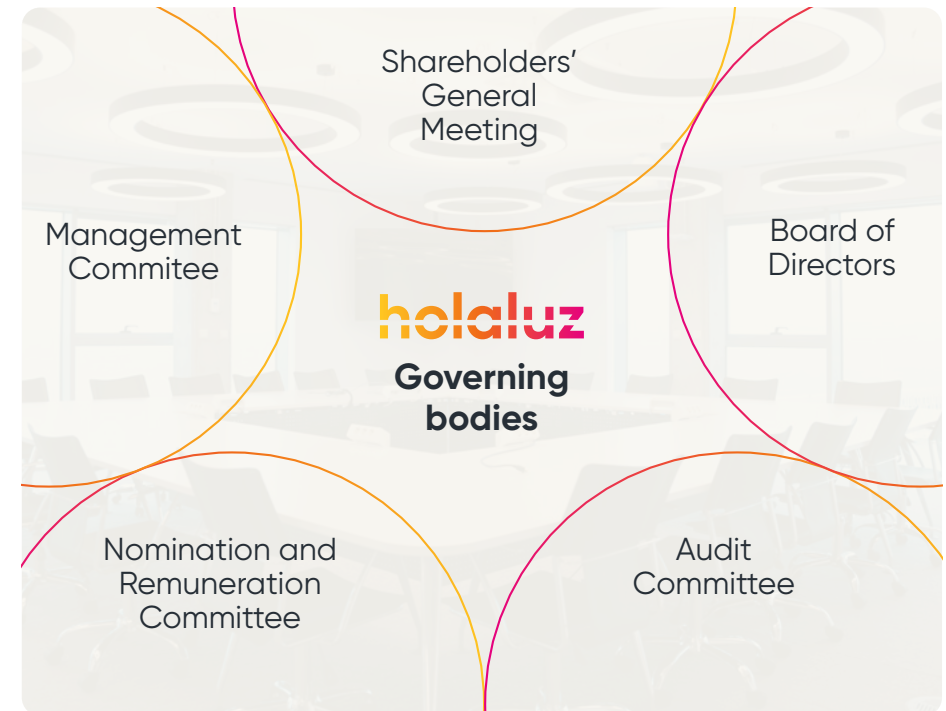 Shareholders'
General
Meeting
Management
Commitee
Board of
Directors
holaluz
Governing
bodies
Nomination and
Remuneration
Committee
Audit
Committee